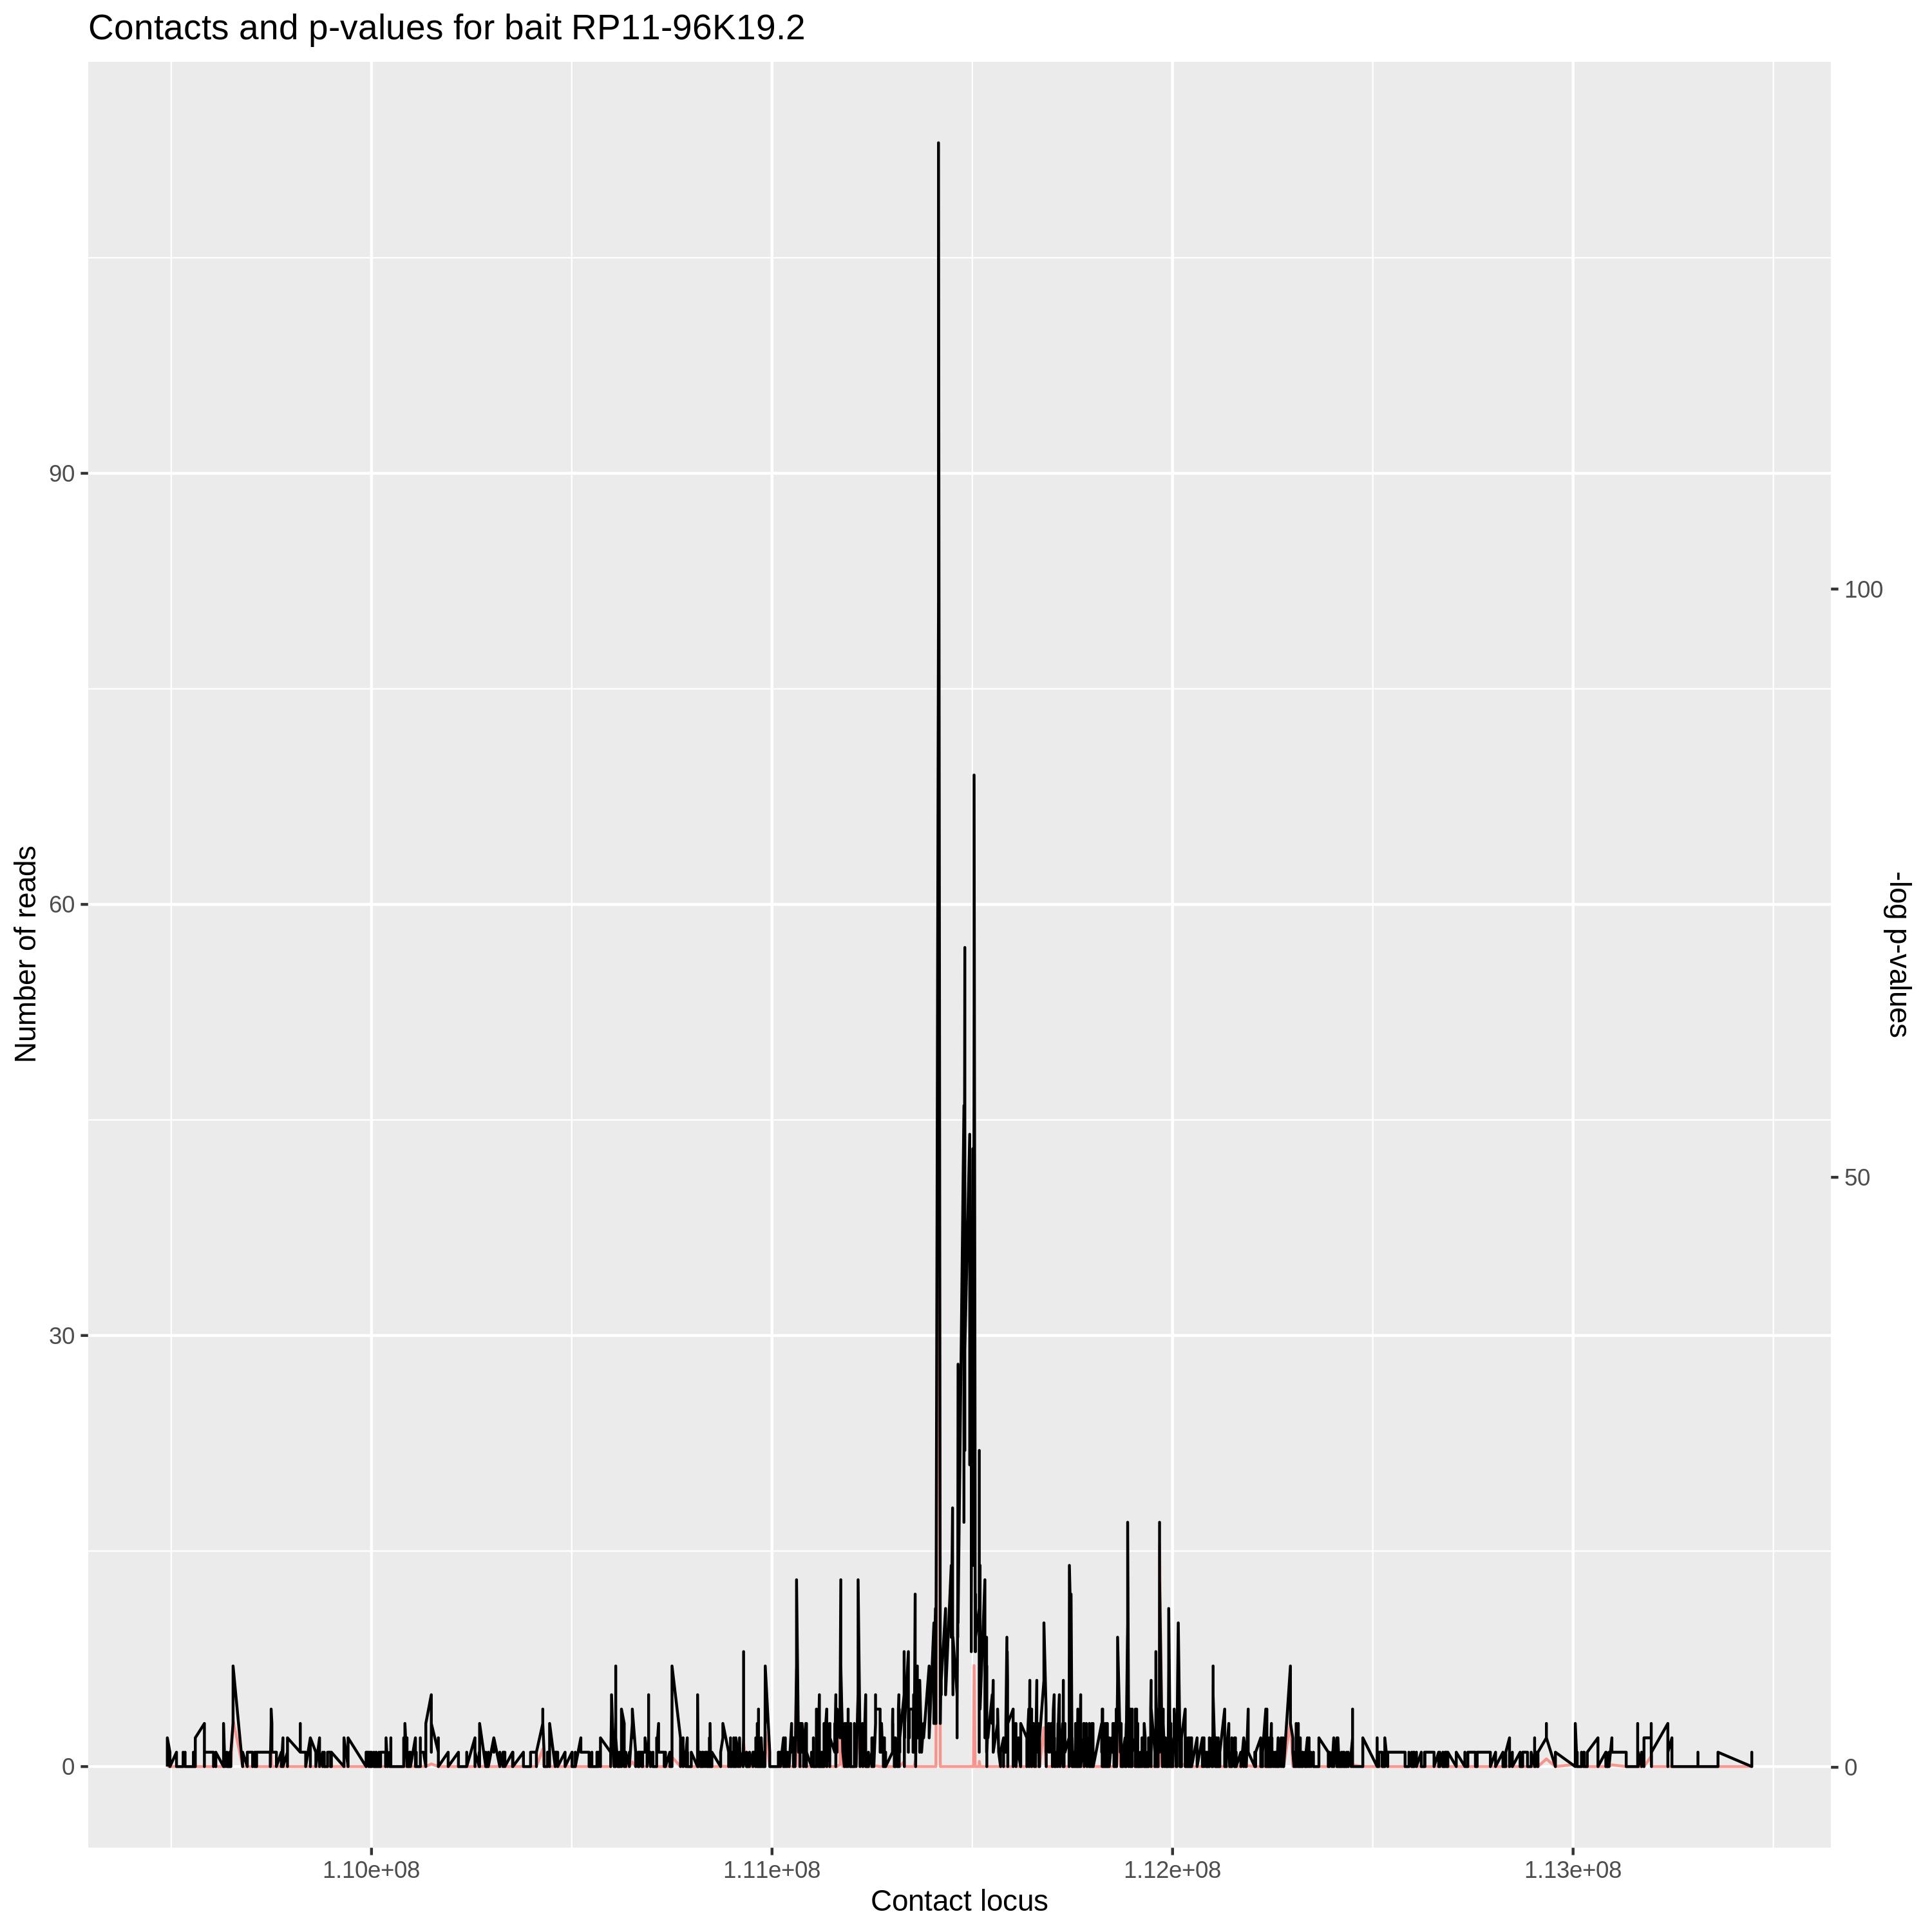 Contacts and p-values for bait RP11-96K19.2
90
60
30
0
Number of reads
100
50
0
-log p-values
1.10e+08
1.11e+08
1.12e+08
1.13e+08
Contact locus